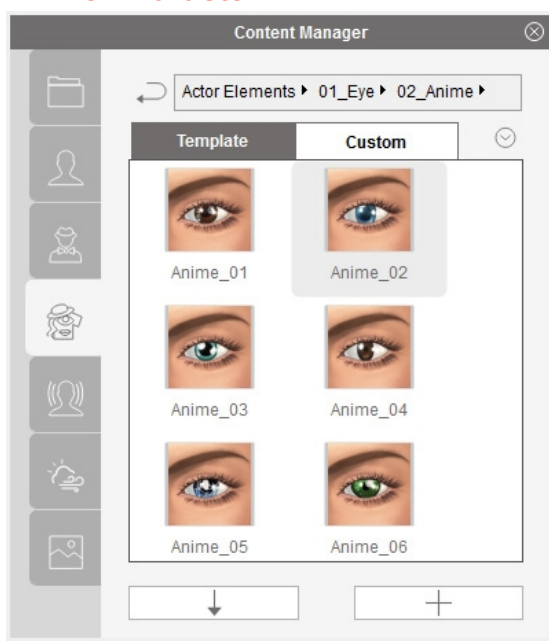 Content Manager
Actor Elements 01_Eye 02_Anime
Template Custom
Anime_01 Anime_02
Anime_03 Anime_04
Anime_05 Anime_06